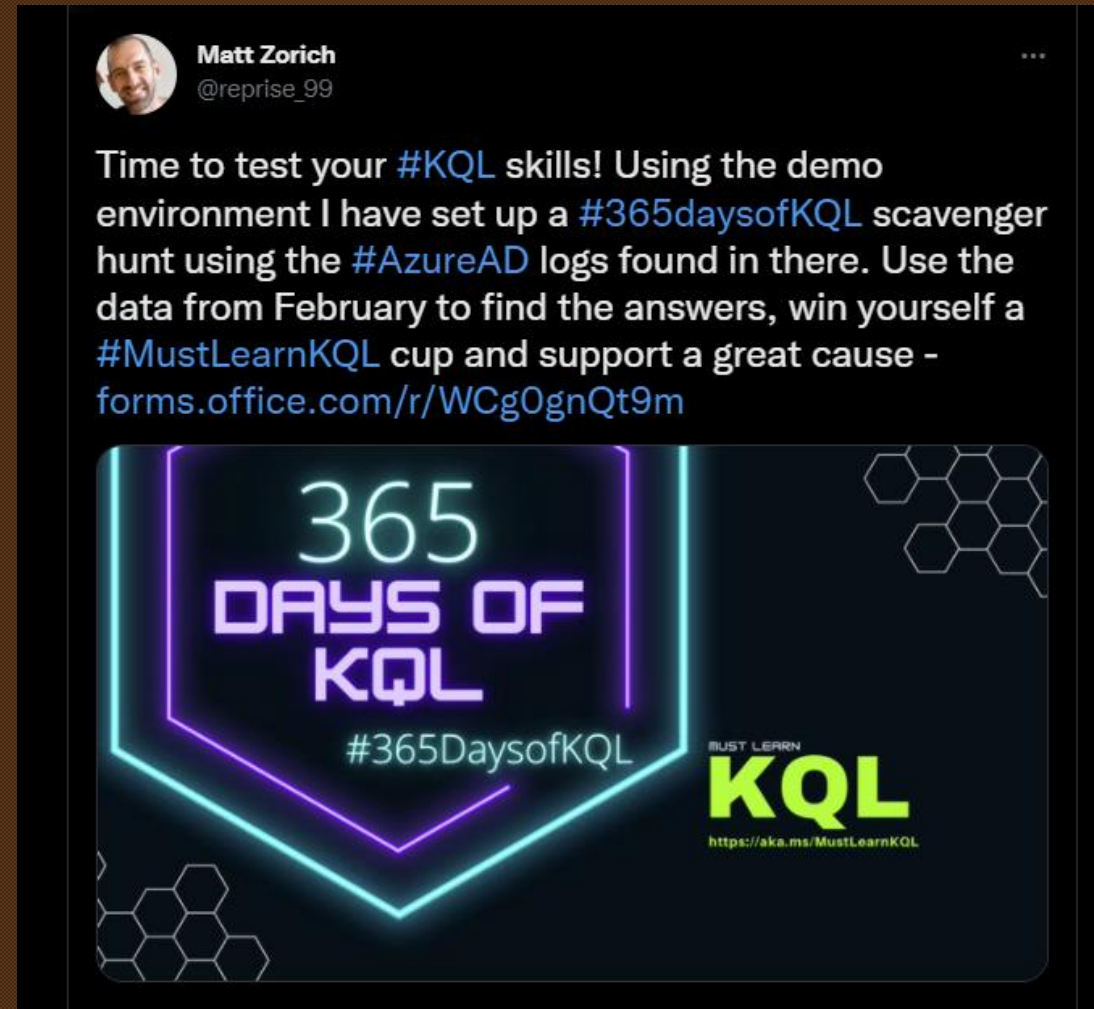 Matt Zorich
@reprise_99
Time to test your #KQL skills! Using the demo
environment I have set up a #365daysofKQL scavenger
hunt using the #AzureAD logs found in there. Use the
data from February to find the answers, win yourself a
#MustLearnKQL cup and support a great cause -
forms.office.com/r/WCg0gnQt9m
365
DAYS OF
KQL
#365DaysofKQL
MUST LEARN
KQL
https://aka.ms/MustLearnKQL